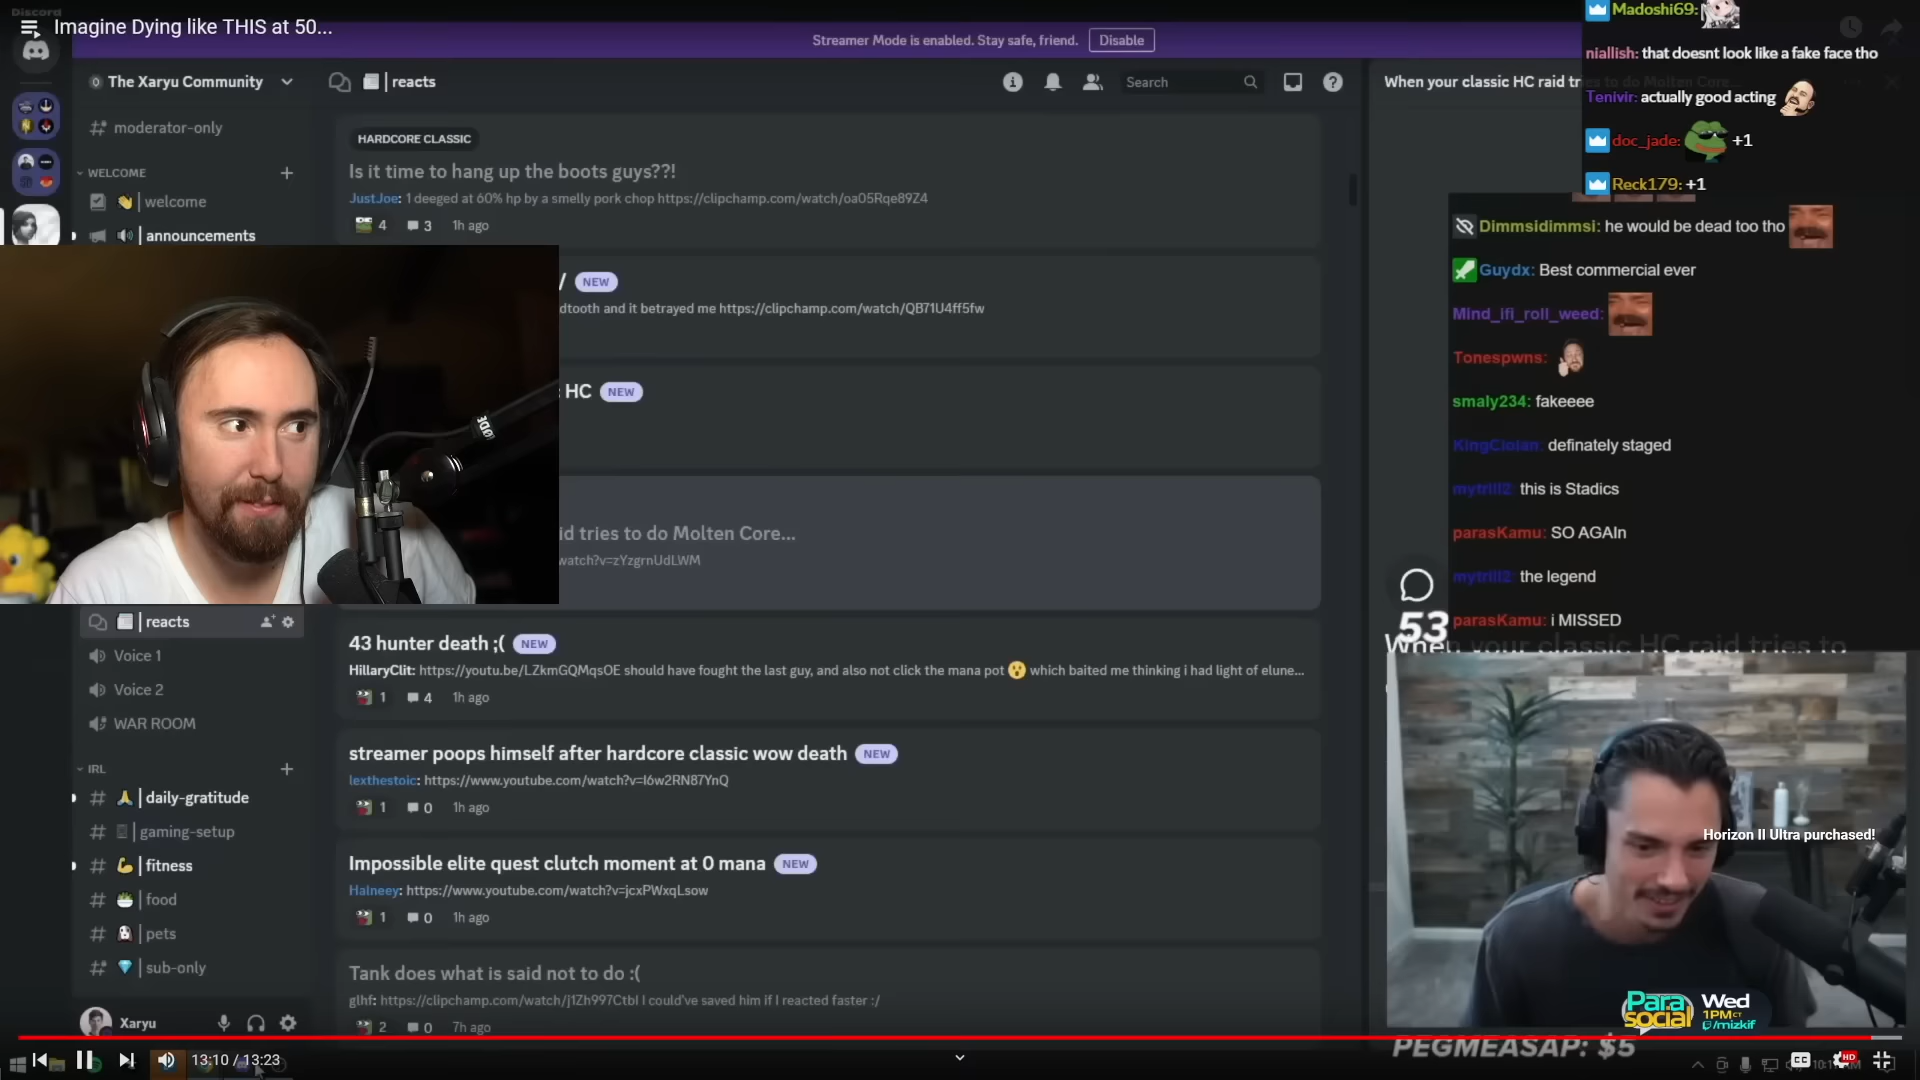 Discord
Imagine Dying like THIS at 50...
Streamer Mode is enabled. Stay safe, friend.
Disable
The Xaryu Community
reacts
Search
When your classic HC raid tr
moderator-only
WELCOME
welcome
announcements
HARDCORE CLASSIC
Is it time to hang up the boots guys??!
JustJoe: 1 deeged at 60% hp by a smelly pork chop https://clipchamp.com/watch/oa05Rqe89Z4
4
3
1h ago
/ NEW
dtooth and it betrayed me https://clipchamp.com/watch/QB71U4ff5fw
HC NEW
id tries to do Molten Core...
watch?v=zYzgrnUdLWM
reacts
Voice 1
Voice 2
WAR ROOM
IRL
daily-gratitude
gaming-setup
fitness
food
pets
sub-only
Xaryu
43 hunter death ;( NEW
HillaryClit: https://youtu.be/LZkmGQMqsOE should have fought the last guy, and also not click the mana pot 😮 which baited me thinking i had light of elune...
1
4
1h ago
streamer poops himself after hardcore classic wow death NEW
lexthestoic: https://www.youtube.com/watch?v=I6w2RN87YnQ
1
0
1h ago
Impossible elite quest clutch moment at 0 mana NEW
Halneey: https://www.youtube.com/watch?v=jcxPWxqLsow
1
0
1h ago
Tank does what is said not to do :(
glhf: https://clipchamp.com/watch/j1Zh997CtbI I could've saved him if I reacted faster :/
2
0
7h ago
Madoshi69:
niallish: that doesnt look like a fake face tho
Tenivir: actually good acting
doc_jade: +1
Reck179: +1
Dimmsidimmsi: he would be dead too tho
Guydx: Best commercial ever
Mind_ifi_roll_weed:
Tonespwns:
smaly234: fakeeee
KingCiolan: definately staged
mytrill2: this is Stadics
parasKamu: SO AGAIn
mytrill2: the legend
parasKamu: i MISSED
53
When your classic HC raid tries to
Horizon II Ultra purchased!
Para social
Wed
1PM CT
/mizkif
PEGMEASAP: $5
13:10 / 13:23
CC
HD